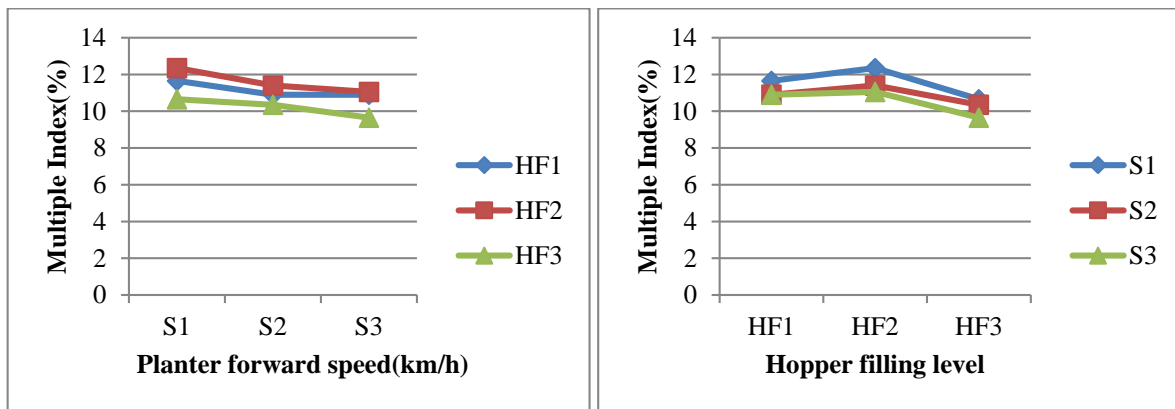 14
12
10
8
6
4
2
0
Multiple Index(%)
S1 S2 S3
Planter forward speed(km/h)
HF1
HF2
HF3
14
12
10
8
6
4
2
0
Multiple Index(%)
HF1 HF2 HF3
Hopper filling level
S1
S2
S3